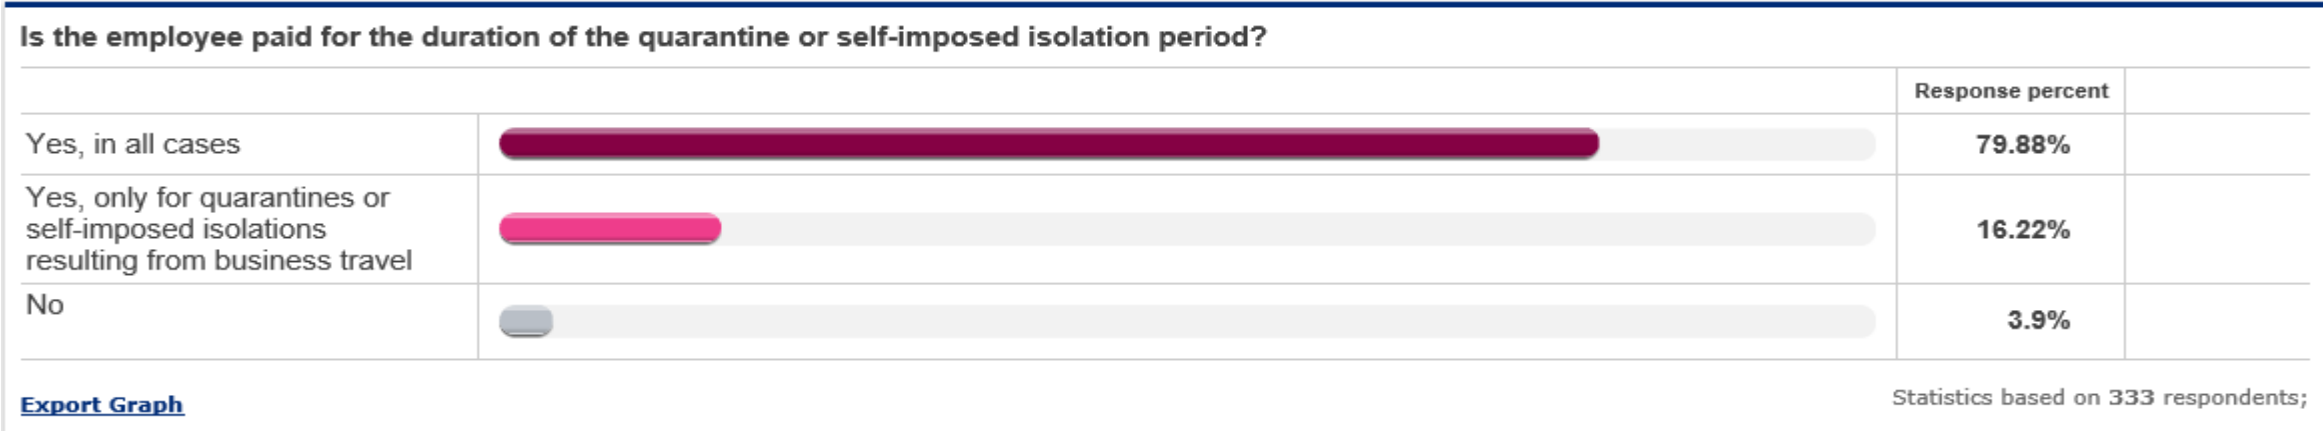 Is the employee paid for the duration of the quarantine or self-imposed isolation period?
Response percent
Yes, in all cases
79.88%
Yes, only for quarantines or
self-imposed isolations
resulting from business travel
16.22%
No
3.9%
Export Graph
Statistics based on 333 respondents;